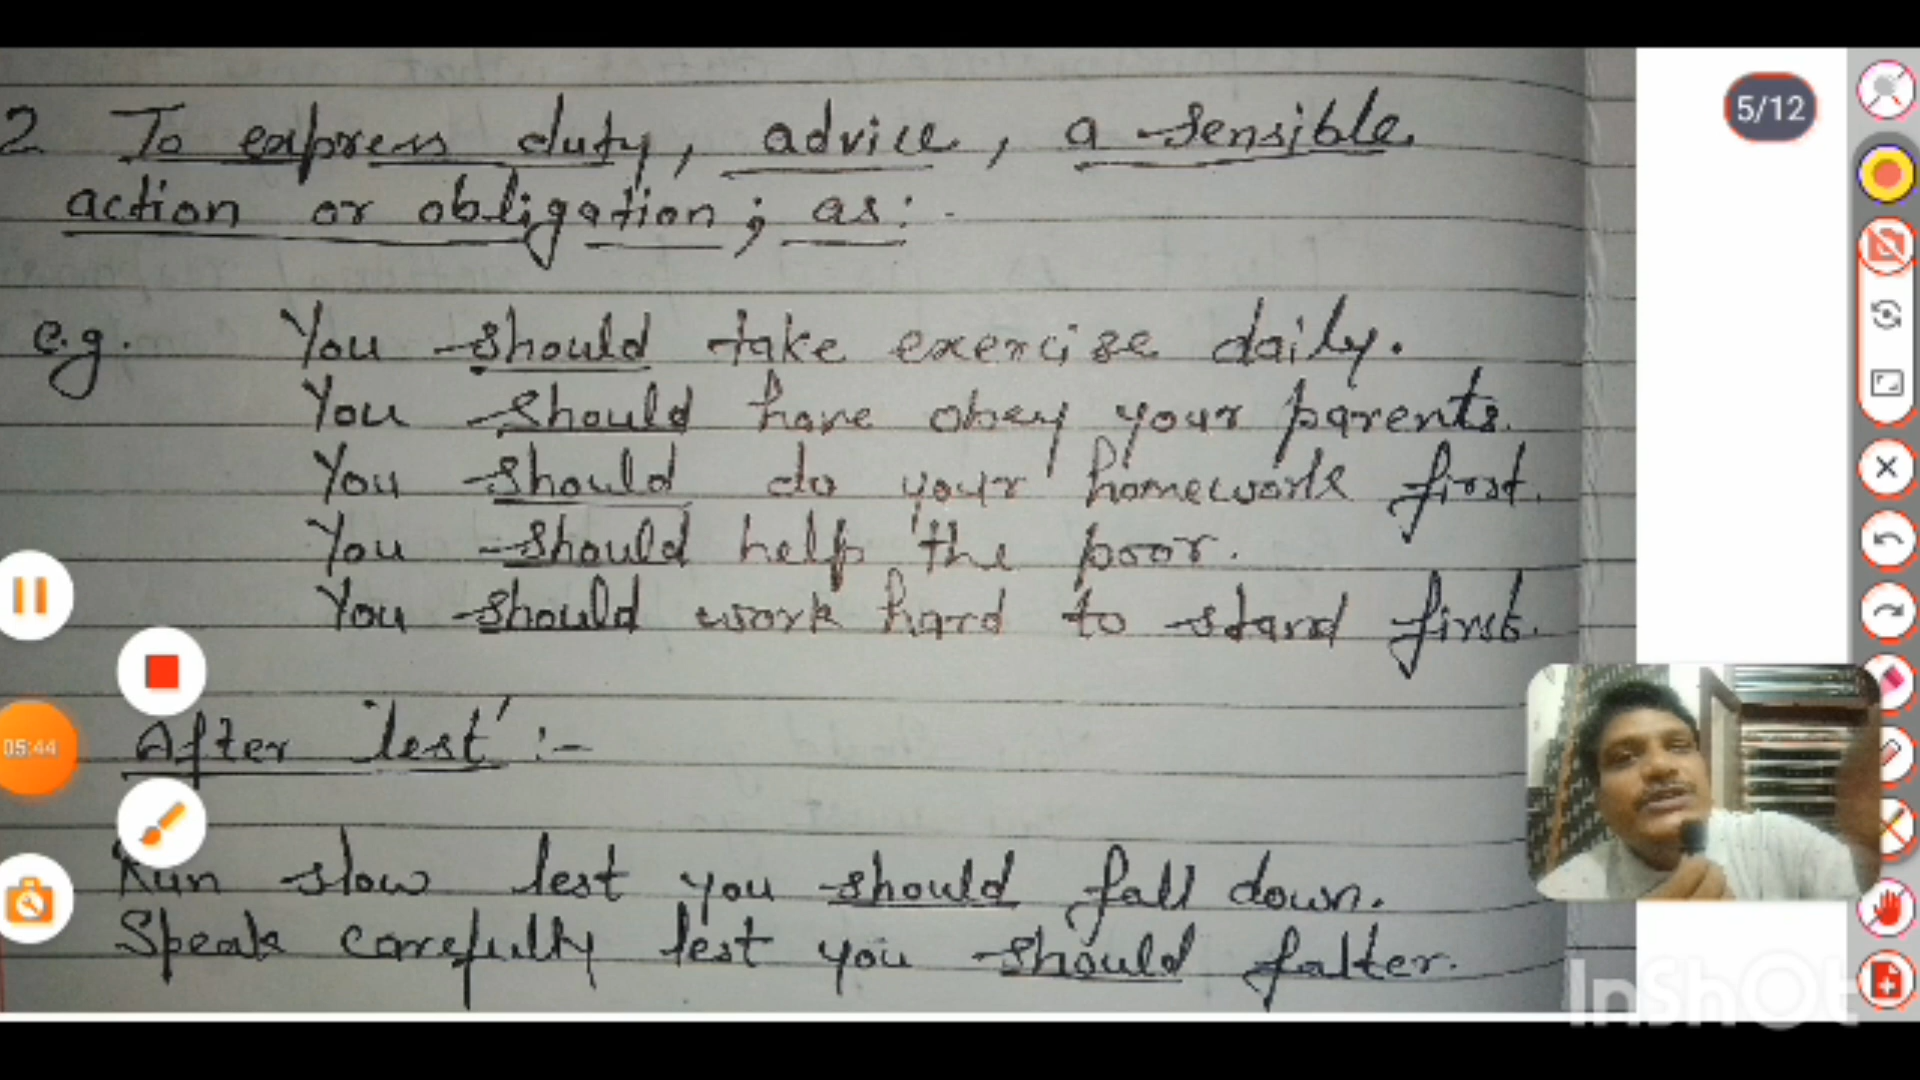 5/12
2 To express duty, advice, a sensible
action or obligation; as:-
e.g. You should take exercise daily.
You should have obey your parents.
You should do your homework first.
You should help the poor.
You should work hard to stand first.
After 'lest' :-
05:44
Run slow lest you should fall down.
Speak carefully lest you should falter.
InShOt